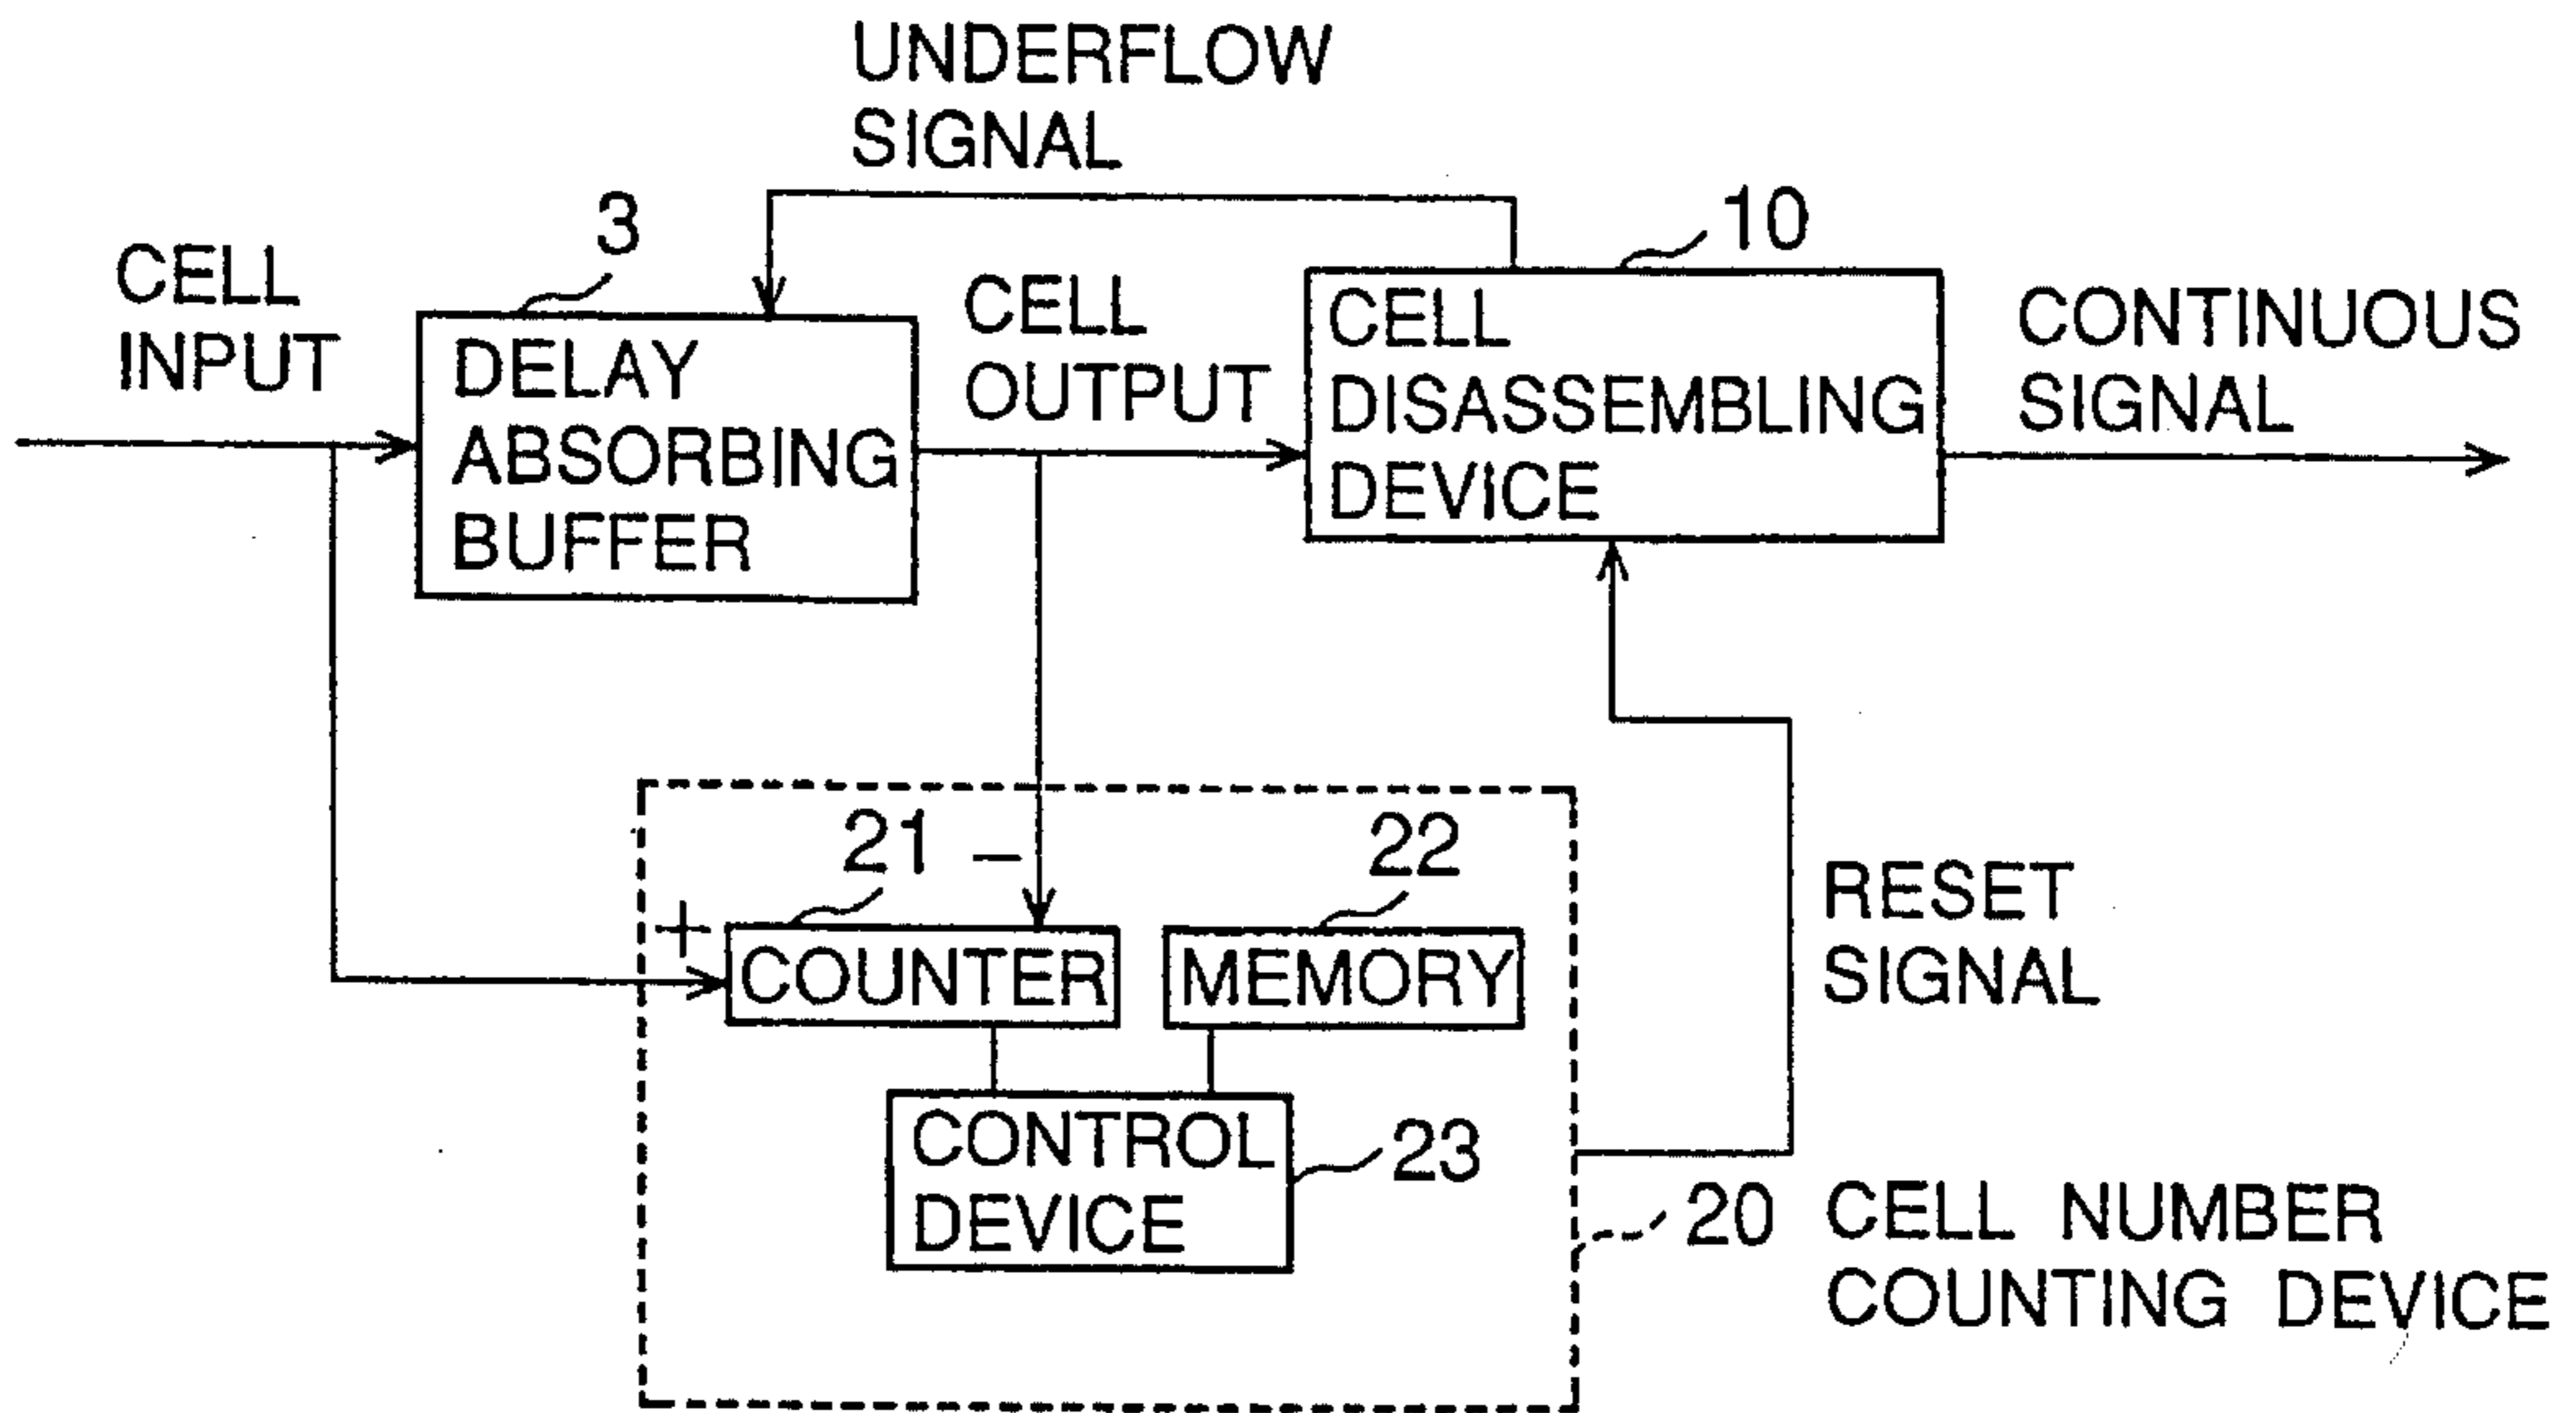 UNDERFLOW
SIGNAL
3
10
CELL
INPUT
DELAY
ABSORBING
BUFFER
CELL
OUTPUT
CELL
DISASSEMBLING
DEVICE
CONTINUOUS
SIGNAL
21
−
22
+
COUNTER
MEMORY
RESET
SIGNAL
CONTROL
DEVICE
23
20 CELL NUMBER
COUNTING DEVICE